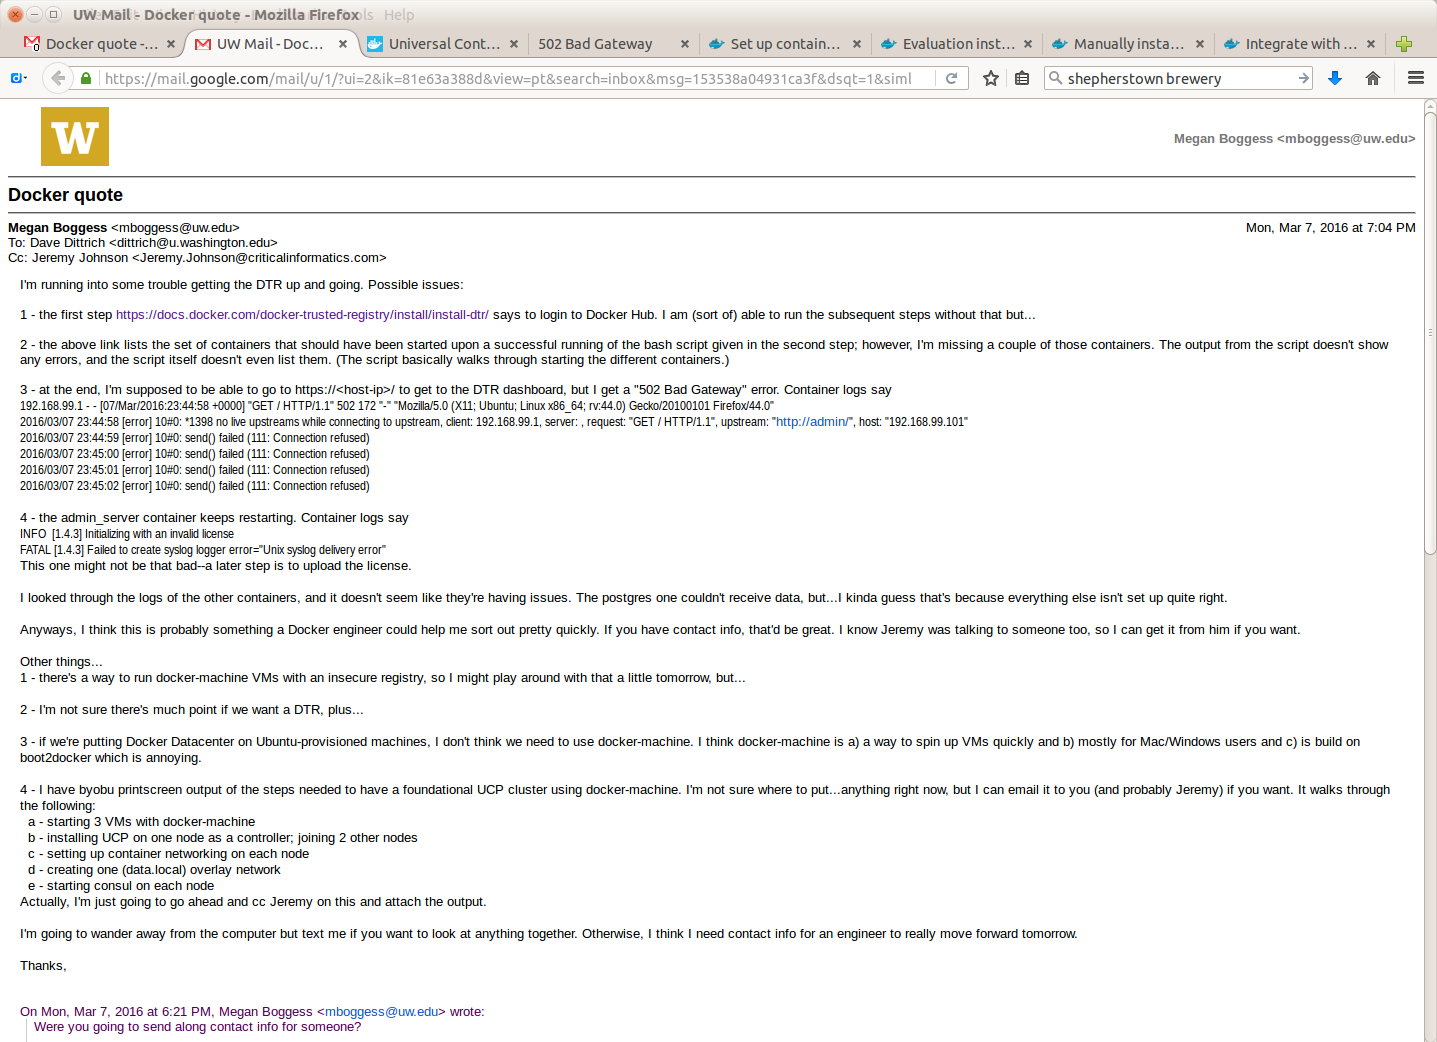 UW Mail - Docker quote - Mozilla Firefox
Tools Help
Docker quote -...
UW Mail - Doc...
Universal Cont...
502 Bad Gateway
Set up contain...
Evaluation inst...
Manually insta...
Integrate with ...
https://mail.google.com/mail/u/1/?ui=2&ik=81e63a388d&view=pt&search=inbox&msg=153538a04931ca3f&dsqt=1&siml
shepherstown brewery
W
Megan Boggess <mboggess@uw.edu>
Docker quote
Megan Boggess <mboggess@uw.edu>
Mon, Mar 7, 2016 at 7:04 PM
To: Dave Dittrich <dittrich@u.washington.edu>
Cc: Jeremy Johnson <Jeremy.Johnson@criticalinformatics.com>
I'm running into some trouble getting the DTR up and going. Possible issues:
1 - the first step https://docs.docker.com/docker-trusted-registry/install/install-dtr/ says to login to Docker Hub. I am (sort of) able to run the subsequent steps without that but...
2 - the above link lists the set of containers that should have been started upon a successful running of the bash script given in the second step; however, I'm missing a couple of those containers. The output from the script doesn't show
any errors, and the script itself doesn't even list them. (The script basically walks through starting the different containers.)
3 - at the end, I'm supposed to be able to go to https://<host-ip>/ to get to the DTR dashboard, but I get a "502 Bad Gateway" error. Container logs say
192.168.99.1 - - [07/Mar/2016:23:44:58 +0000] "GET / HTTP/1.1" 502 172 "-" "Mozilla/5.0 (X11; Ubuntu; Linux x86_64; rv:44.0) Gecko/20100101 Firefox/44.0"
2016/03/07 23:44:58 [error] 10#0: *1398 no live upstreams while connecting to upstream, client: 192.168.99.1, server: , request: "GET / HTTP/1.1", upstream: "http://admin/", host: "192.168.99.101"
2016/03/07 23:44:59 [error] 10#0: send() failed (111: Connection refused)
2016/03/07 23:45:00 [error] 10#0: send() failed (111: Connection refused)
2016/03/07 23:45:01 [error] 10#0: send() failed (111: Connection refused)
2016/03/07 23:45:02 [error] 10#0: send() failed (111: Connection refused)
4 - the admin_server container keeps restarting. Container logs say
INFO  [1.4.3] Initializing with an invalid license
FATAL [1.4.3] Failed to create syslog logger error="Unix syslog delivery error"
This one might not be that bad--a later step is to upload the license.
I looked through the logs of the other containers, and it doesn't seem like they're having issues. The postgres one couldn't receive data, but...I kinda guess that's because everything else isn't set up quite right.
Anyways, I think this is probably something a Docker engineer could help me sort out pretty quickly. If you have contact info, that'd be great. I know Jeremy was talking to someone too, so I can get it from him if you want.
Other things...
1 - there's a way to run docker-machine VMs with an insecure registry, so I might play around with that a little tomorrow, but...
2 - I'm not sure there's much point if we want a DTR, plus...
3 - if we're putting Docker Datacenter on Ubuntu-provisioned machines, I don't think we need to use docker-machine. I think docker-machine is a) a way to spin up VMs quickly and b) mostly for Mac/Windows users and c) is build on
boot2docker which is annoying.
4 - I have byobu printscreen output of the steps needed to have a foundational UCP cluster using docker-machine. I'm not sure where to put...anything right now, but I can email it to you (and probably Jeremy) if you want. It walks through
the following:
a - starting 3 VMs with docker-machine
b - installing UCP on one node as a controller; joining 2 other nodes
c - setting up container networking on each node
d - creating one (data.local) overlay network
e - starting consul on each node
Actually, I'm just going to go ahead and cc Jeremy on this and attach the output.
I'm going to wander away from the computer but text me if you want to look at anything together. Otherwise, I think I need contact info for an engineer to really move forward tomorrow.
Thanks,
On Mon, Mar 7, 2016 at 6:21 PM, Megan Boggess <mboggess@uw.edu> wrote:
Were you going to send along contact info for someone?